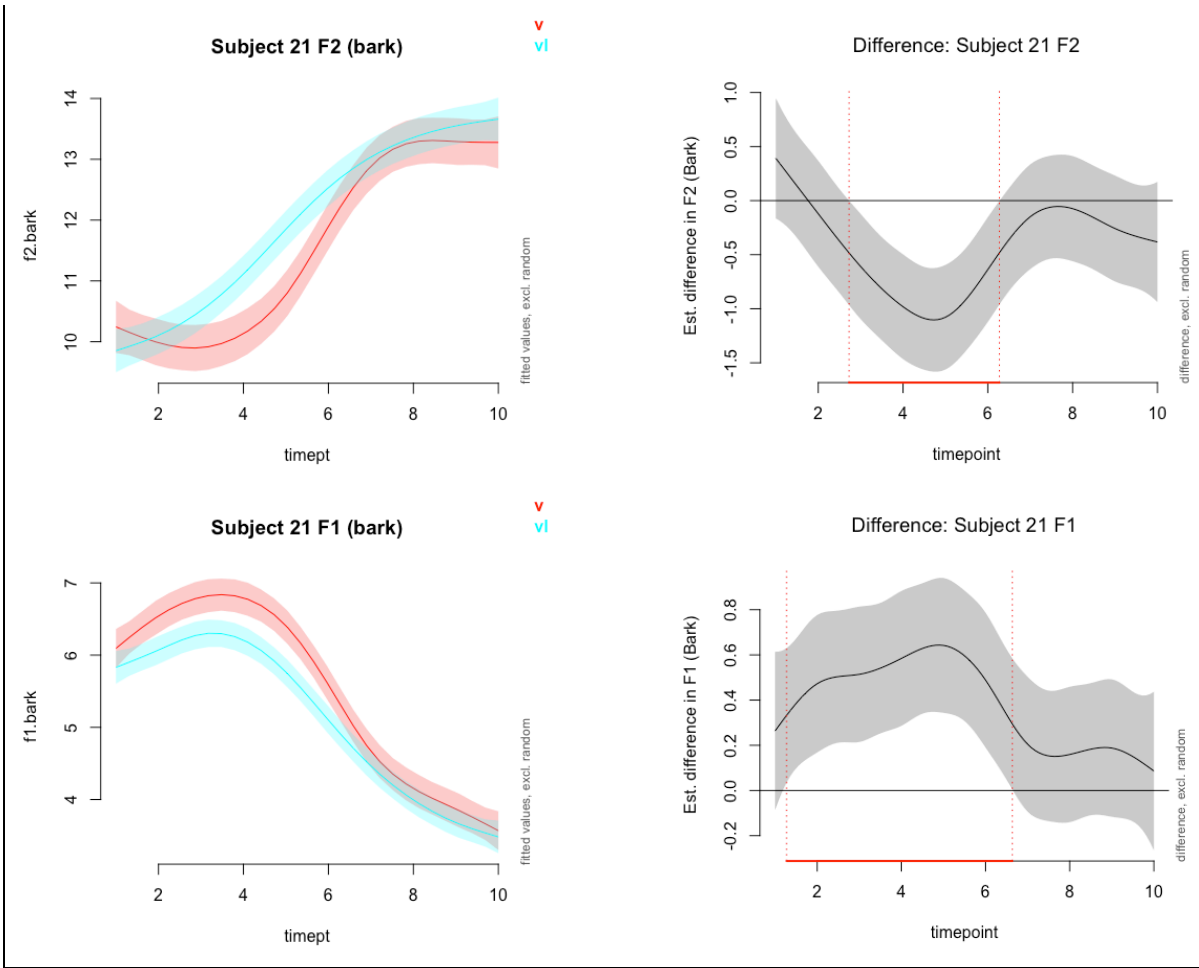 Subject 21 F2 (bark)
v
vl
14
13
12
11
10
f2.bark
2 4 6 8 10
timept
fitted values, excl. random
Difference: Subject 21 F2
1.0
0.5
0.0
-0.5
-1.0
-1.5
Est. difference in F2 (Bark)
2 4 6 8 10
timepoint
difference, excl. random
Subject 21 F1 (bark)
v
vl
7
6
5
4
f1.bark
2 4 6 8 10
timept
fitted values, excl. random
Difference: Subject 21 F1
0.8
0.6
0.4
0.2
0.0
-0.2
Est. difference in F1 (Bark)
2 4 6 8 10
timepoint
difference, excl. random